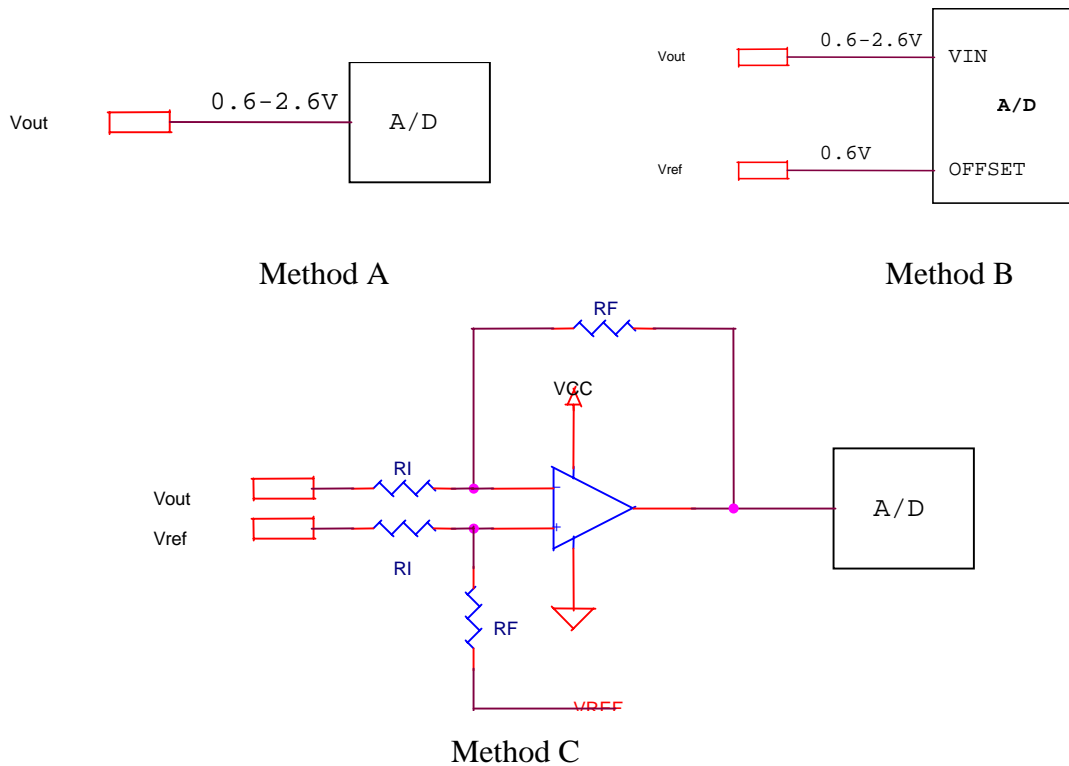 Vout
0.6-2.6V
A/D
Method A
Vout
0.6-2.6V
VIN
A/D
Vref
0.6V
OFFSET
Method B
RF
VCC
Vout
RI
-
Vref
RI
+
RF
VREF
A/D
Method C